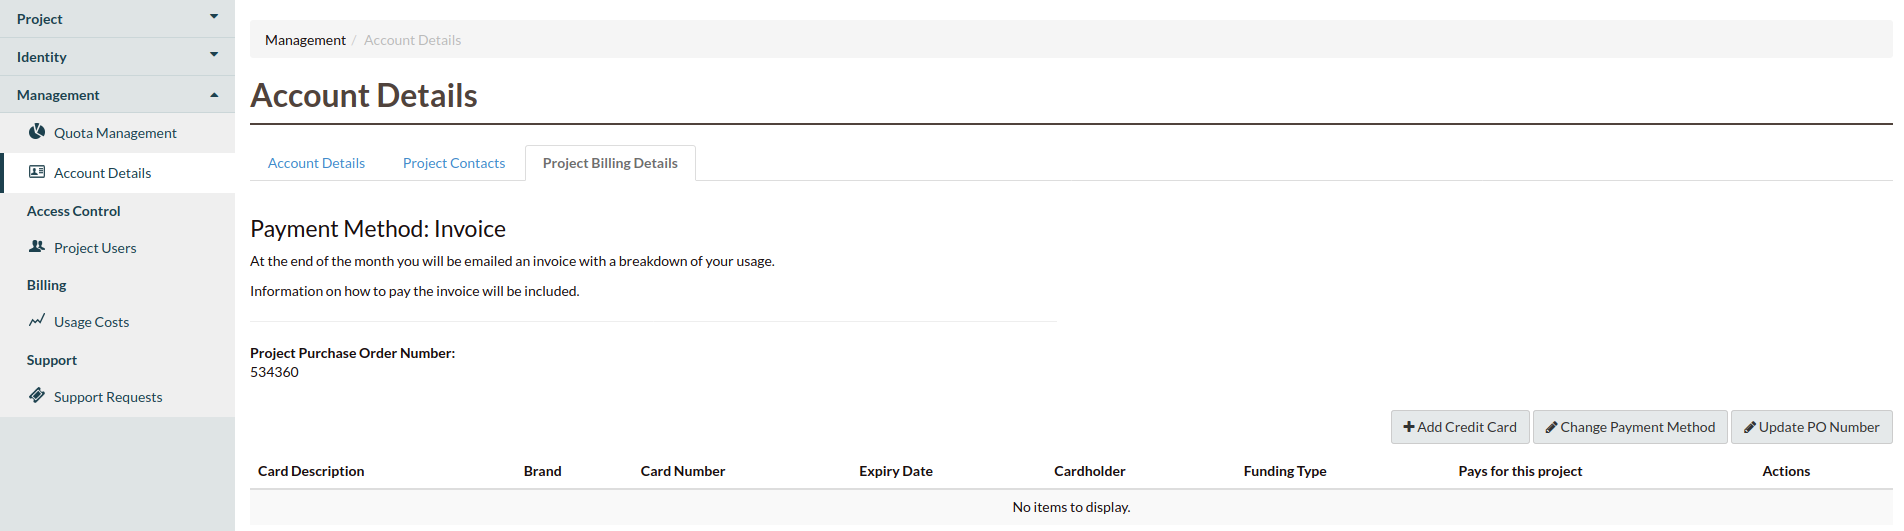 Project
Identity
Management
Quota Management
Account Details
Access Control
Project Users
Billing
Usage Costs
Support
Support Requests
Management / Account Details
Account Details
Account Details Project Contacts Project Billing Details
Payment Method: Invoice
At the end of the month you will be emailed an invoice with a breakdown of your usage.
Information on how to pay the invoice will be included.
Project Purchase Order Number:
534360
Add Credit Card Change Payment Method Update PO Number
Card Description Brand Card Number Expiry Date Cardholder Funding Type Pays for this project Actions
No items to display.